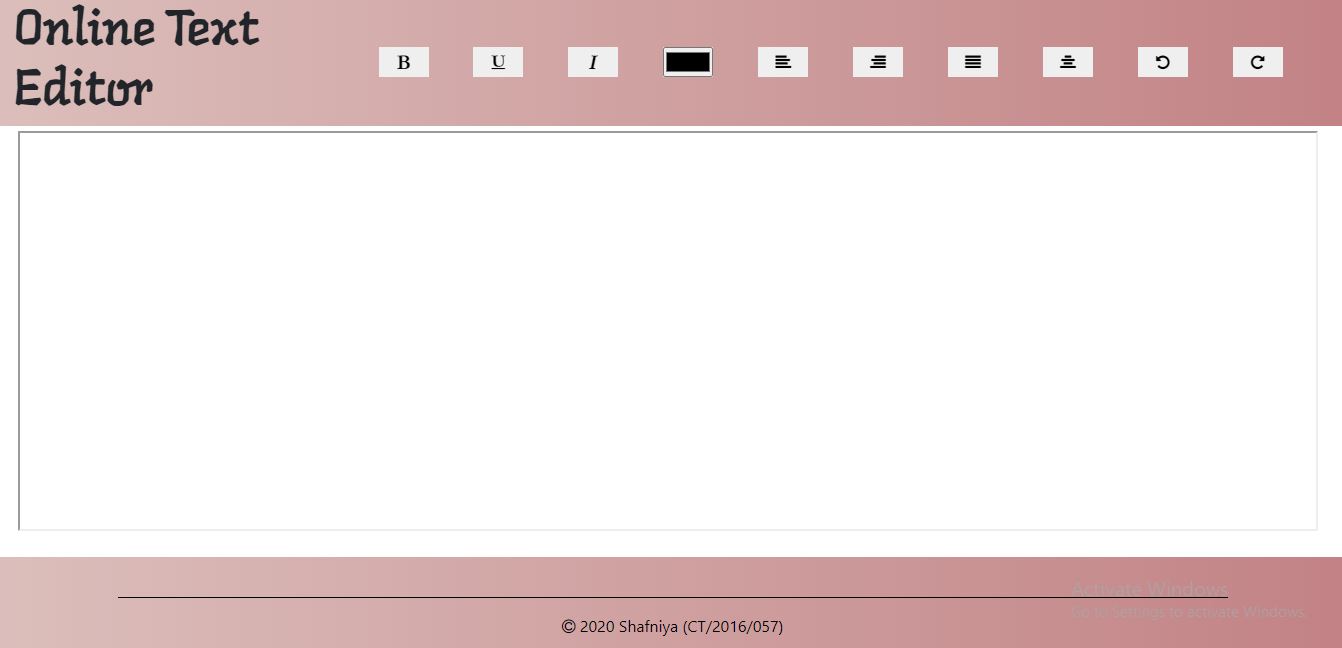 Online Text
Editor
B U I
Activate Windows
Go to Settings to activate Windows.
© 2020 Shafniya (CT/2016/057)